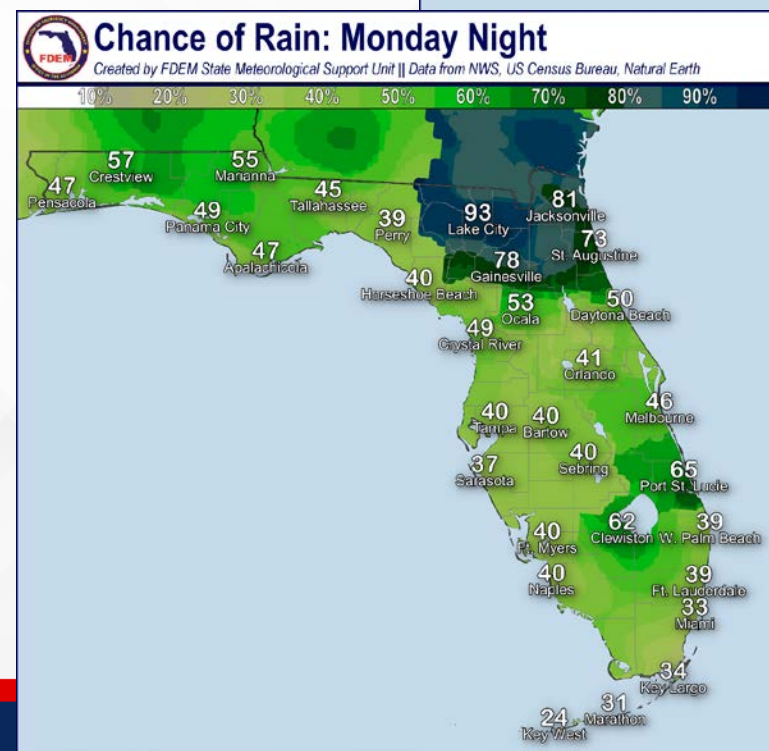 FDEM
Chance of Rain: Monday Night
Created by FDEM State Meteorological Support Unit || Data from NWS, US Census Bureau, Natural Earth
10% 20% 30% 40% 50% 60% 70% 80% 90%
57
Crestview
55
Marianna
47
Pensacola
45
Tallahassee
49
Panama City
39
Perry
93
Lake City
81
Jacksonville
73
St. Augustine
47
Apalachicola
78
Gainesville
40
Horseshoe Beach
53
Ocala
50
Daytona Beach
49
Crystal River
41
Orlando
46
Melbourne
40
Tampa
40
Bartow
40
Sebring
37
Sarasota
65
Port St. Lucie
62
Clewiston
39
W. Palm Beach
40
Ft. Myers
40
Naples
39
Ft. Lauderdale
33
Miami
34
Key Largo
31
Marathon
24
Key West